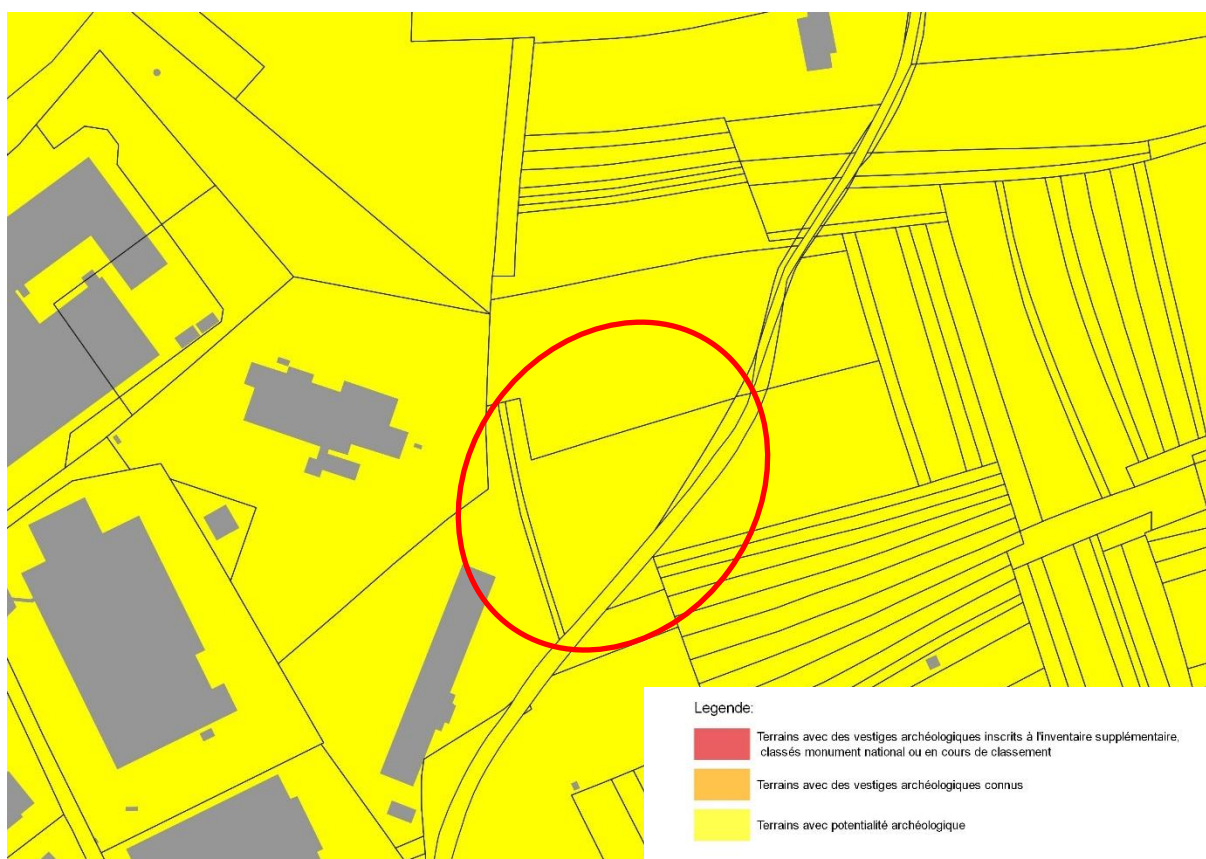 Legende:
Terrains avec des vestiges archéologiques inscrits à l'inventaire supplémentaire,
classés monument national ou en cours de classement
Terrains avec des vestiges archéologiques connus
Terrains avec potentialité archéologique